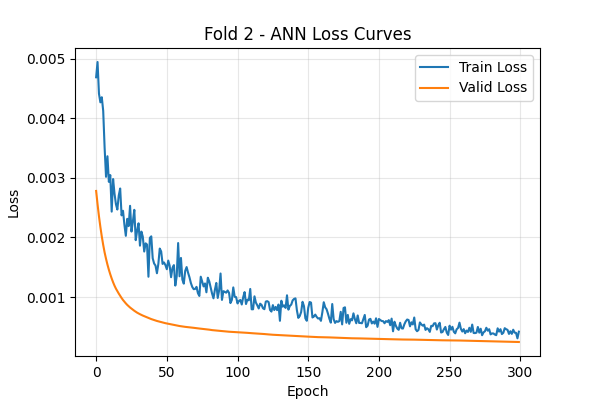 Fold 2 - ANN Loss Curves
Train Loss
Valid Loss
Loss
0.005
0.004
0.003
0.002
0.001
0 50 100 150 200 250 300
Epoch